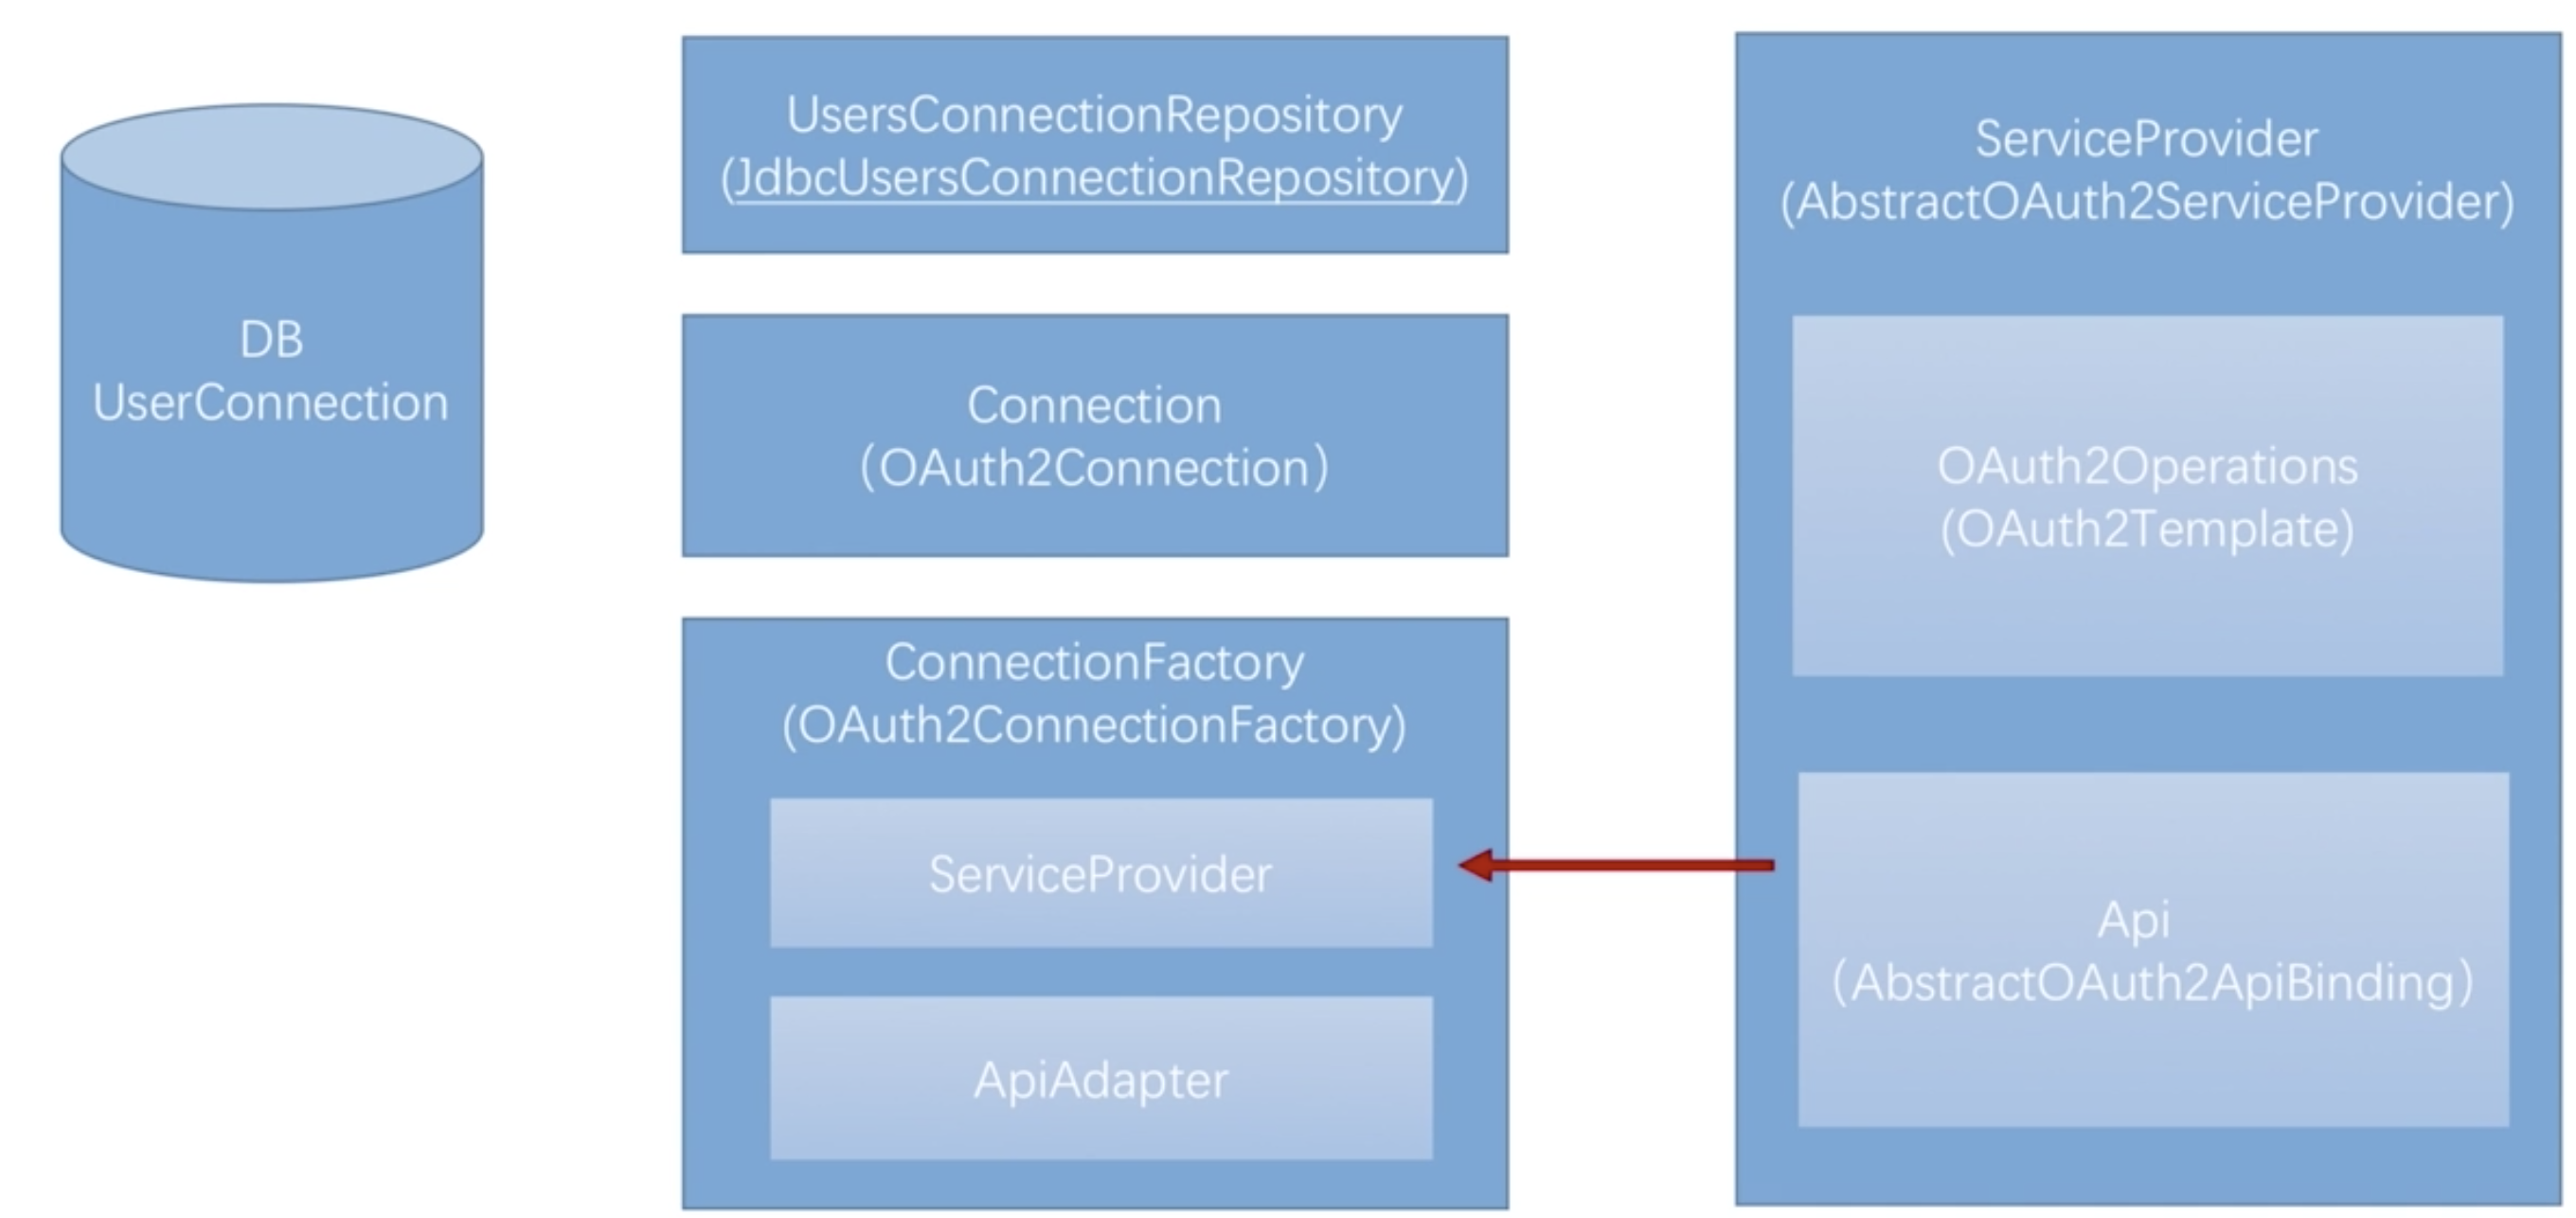 DB
UserConnection
UsersConnectionRepository
(JdbcUsersConnectionRepository)
Connection
（OAuth2Connection）
ConnectionFactory
(OAuth2ConnectionFactory)
ServiceProvider
ApiAdapter
ServiceProvider
(AbstractOAuth2ServiceProvider)
OAuth2Operations
(OAuth2Template)
Api
（AbstractOAuth2ApiBinding）